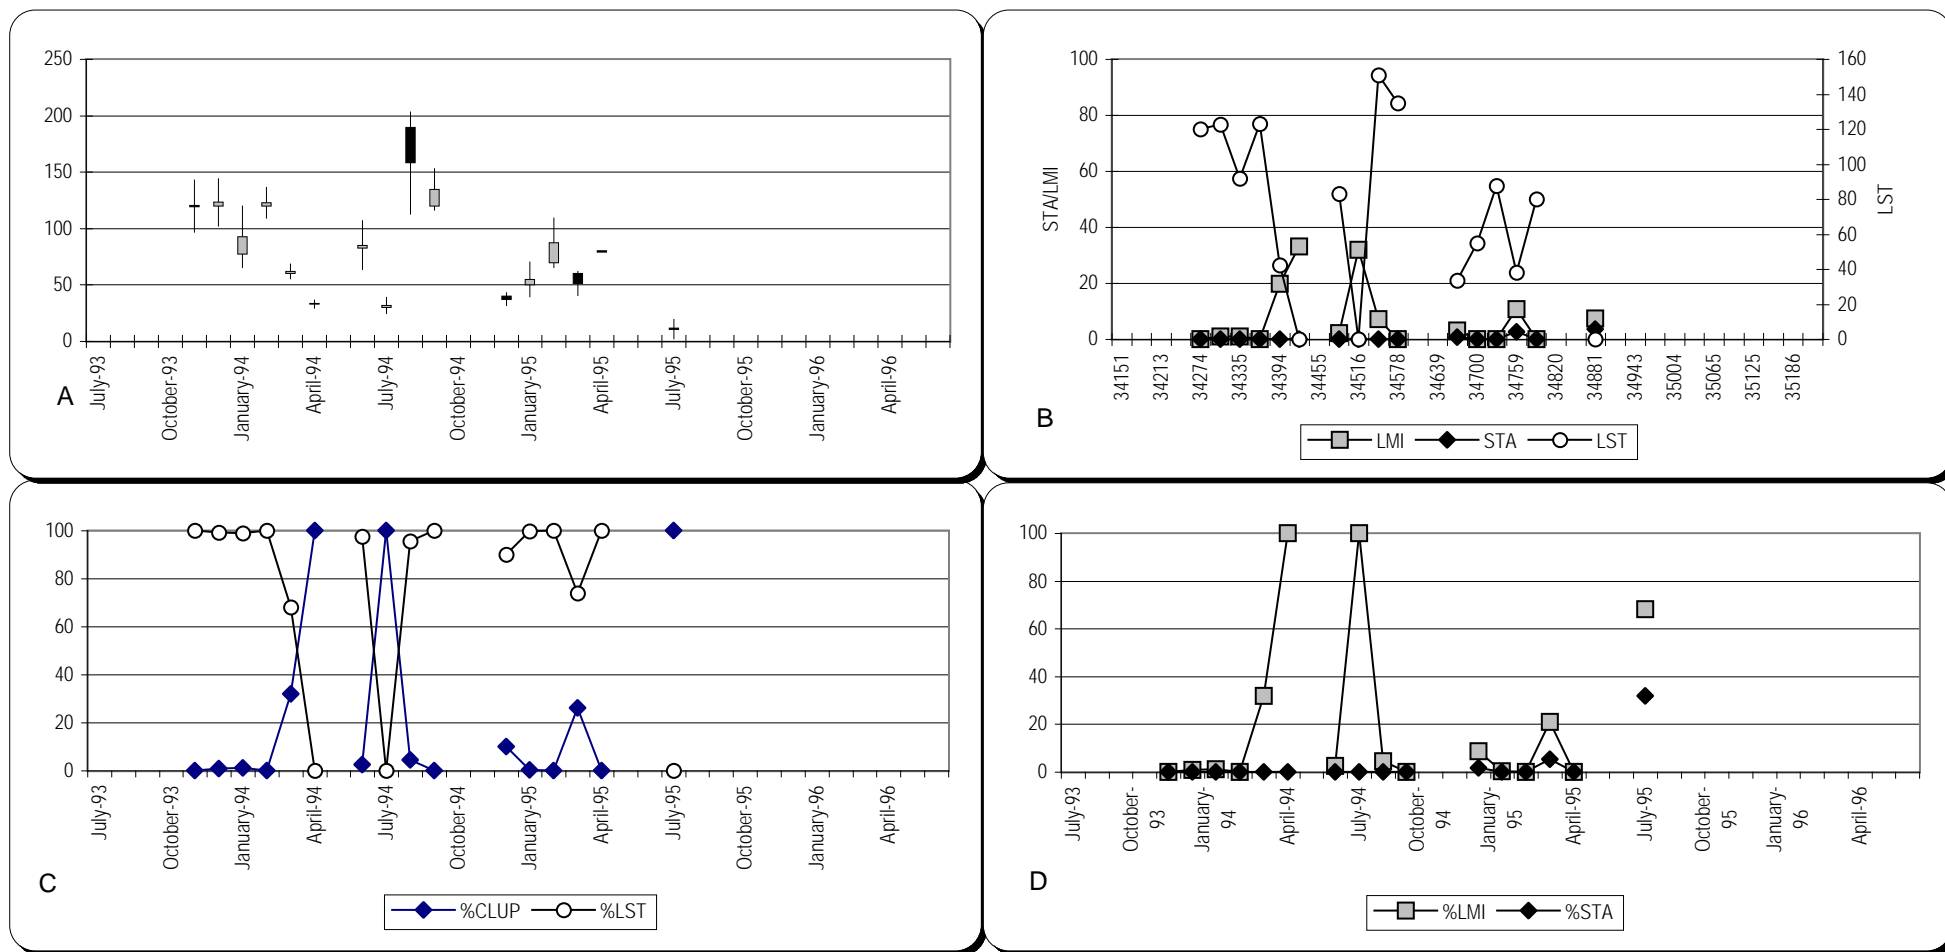 250
200
150
100
50
0
July-93
October-93
January-94
April-94
July-94
October-94
January-95
April-95
July-95
October-95
January-96
April-96
A
100
80
60
40
20
0
STA/LMI
160
140
120
100
80
60
40
20
0
LST
34151
34213
34274
34335
34394
34455
34516
34578
34639
34700
34759
34820
34881
34943
35004
35065
35125
35186
B
LMI STA LST
100
80
60
40
20
0
July-93
October-93
January-94
April-94
July-94
October-94
January-95
April-95
July-95
October-95
January-96
April-96
C
%CLUP %LST
100
80
60
40
20
0
July-93
October-
93
January-
94
April-94
July-94
October-
94
January-
95
April-95
July-95
October-
95
January-
96
April-96
D
%LMI %STA